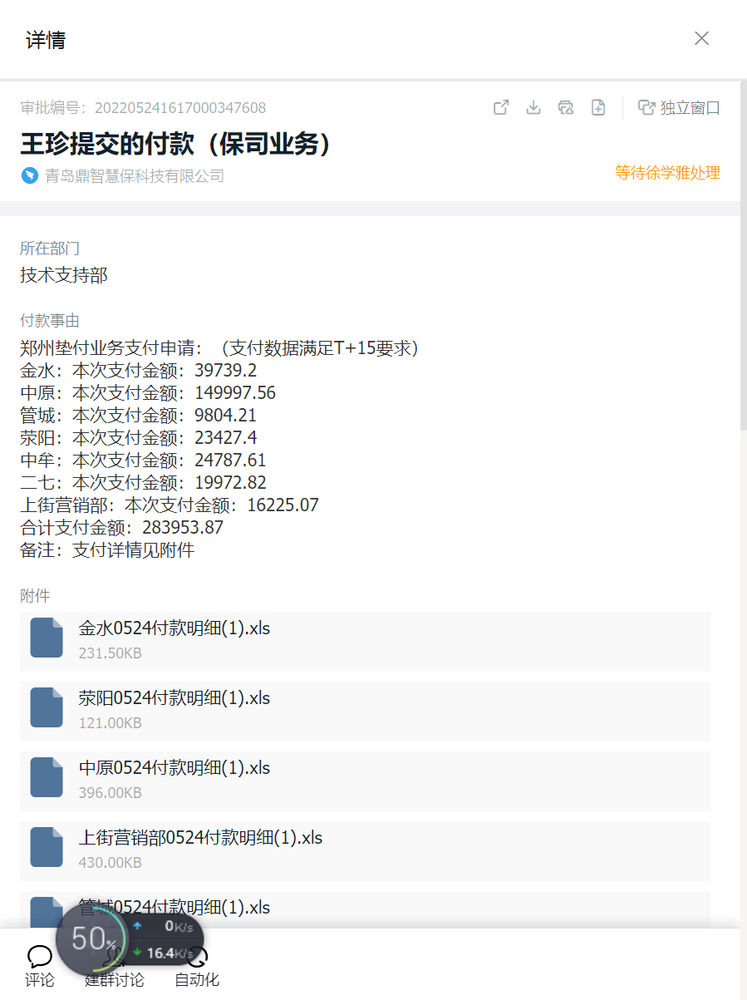 详情
审批编号：202205241617000347608
独立窗口
王珍提交的付款（保司业务）
青岛鼎智慧保科技有限公司
等待徐学雅处理
所在部门
技术支持部
付款事由
郑州垫付业务支付申请：（支付数据满足T+15要求）
金水：本次支付金额：39739.2
中原：本次支付金额：149997.56
管城：本次支付金额：9804.21
荥阳：本次支付金额：23427.4
中牟：本次支付金额：24787.61
二七：本次支付金额：19972.82
上街营销部：本次支付金额：16225.07
合计支付金额：283953.87
备注：支付详情见附件
附件
金水0524付款明细(1).xls
231.50KB
荥阳0524付款明细(1).xls
121.00KB
中原0524付款明细(1).xls
396.00KB
上街营销部0524付款明细(1).xls
430.00KB
管城0524付款明细(1).xls
50%
0K/s
16.4K/s
评论
建群讨论
自动化